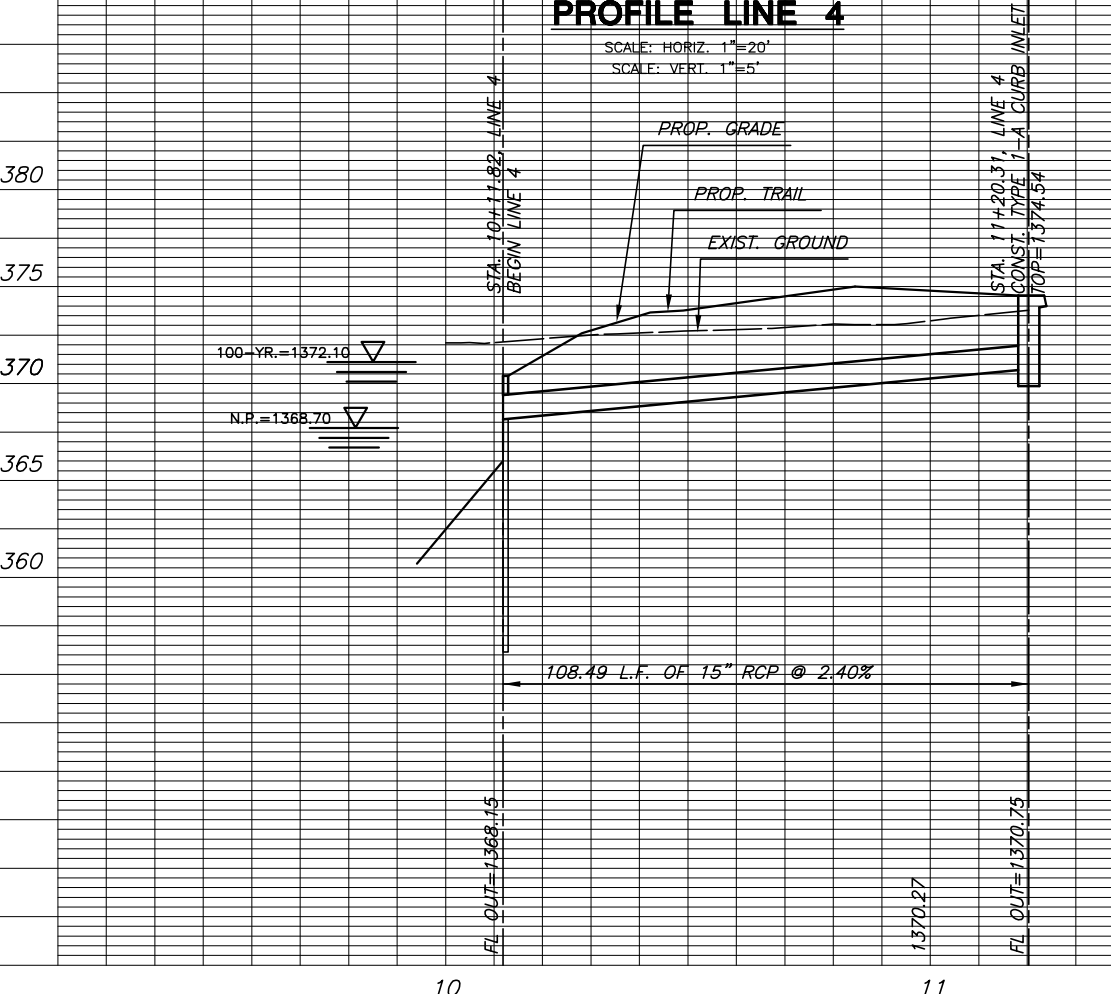 PROFILE LINE 4
SCALE: HORIZ. 1"=20'
SCALE: VERT. 1"=5'
STA. 10+11.82, LINE 4
BEGIN LINE 4
STA. 11+20.31, LINE 4
CONST. TYPE 1-A CURB INLET
TOP=1374.54
PROP. GRADE
PROP. TRAIL
EXIST. GROUND
380
375
370
365
360
100-YR.=1372.10
N.P.=1368.70
108.49 L.F. OF 15" RCP @ 2.40%
FL OUT=1368.15
1370.27
FL OUT=1370.75
10
11